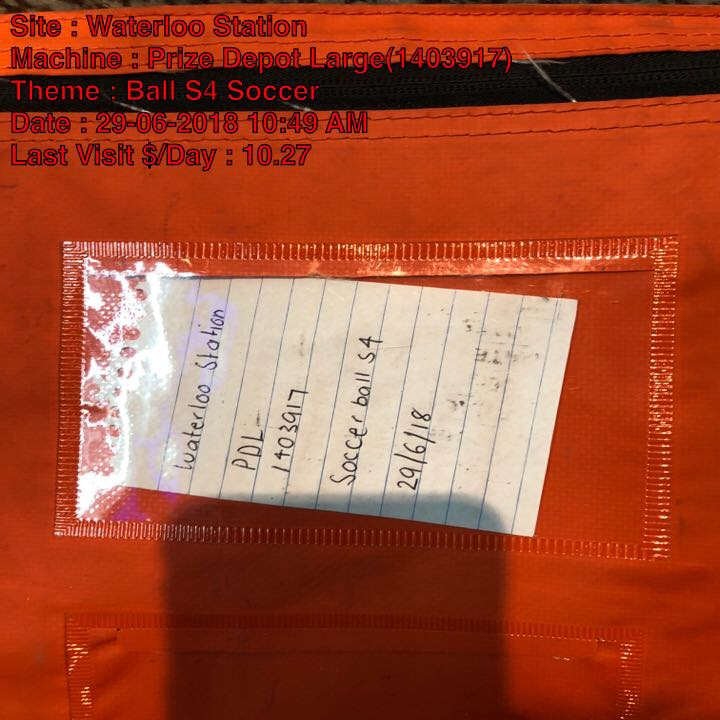 Site : Waterloo Station
Machine : Prize Depot Large(1403917)
Theme : Ball S4 Soccer
Date : 29-06-2018 10:49 AM
Last Visit $/Day : 10.27
Waterloo Station
PDL
1403917
Soccer ball S4
29/6/18